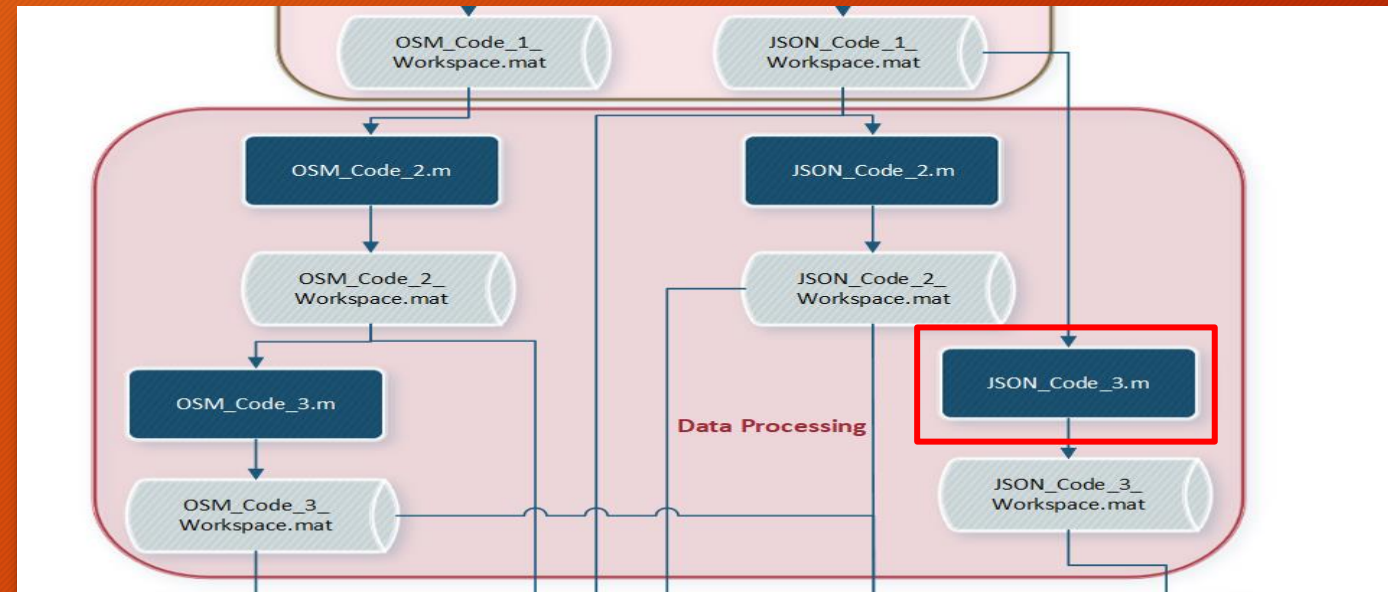 OSM_Code_1_
Workspace.mat
JSON_Code_1_
Workspace.mat
OSM_Code_2.m
JSON_Code_2.m
OSM_Code_2_
Workspace.mat
JSON_Code_2_
Workspace.mat
OSM_Code_3.m
JSON_Code_3.m
Data Processing
OSM_Code_3_
Workspace.mat
JSON_Code_3_
Workspace.mat